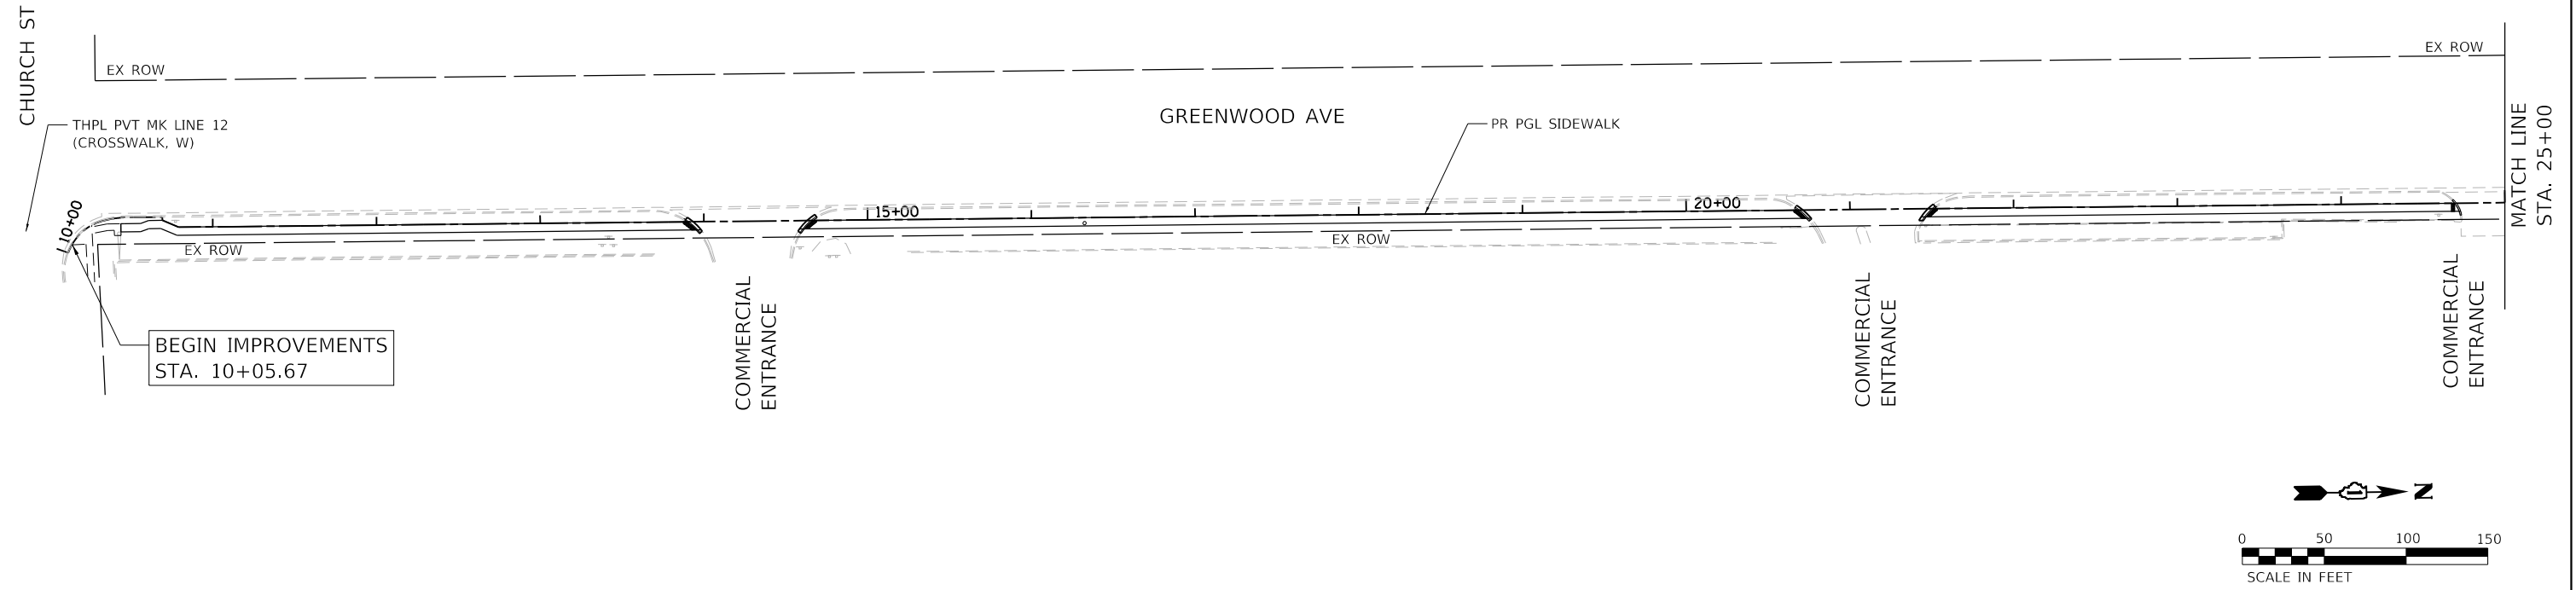 CHURCH ST
EX ROW
EX ROW
THPL PVT MK LINE 12
(CROSSWALK, W)
GREENWOOD AVE
PR PGL SIDEWALK
MATCH LINE
STA. 25+00
10+00
15+00
20+00
EX ROW
EX ROW
BEGIN IMPROVEMENTS
STA. 10+05.67
COMMERCIAL
ENTRANCE
COMMERCIAL
ENTRANCE
COMMERCIAL
ENTRANCE
N
0 50 100 150
SCALE IN FEET